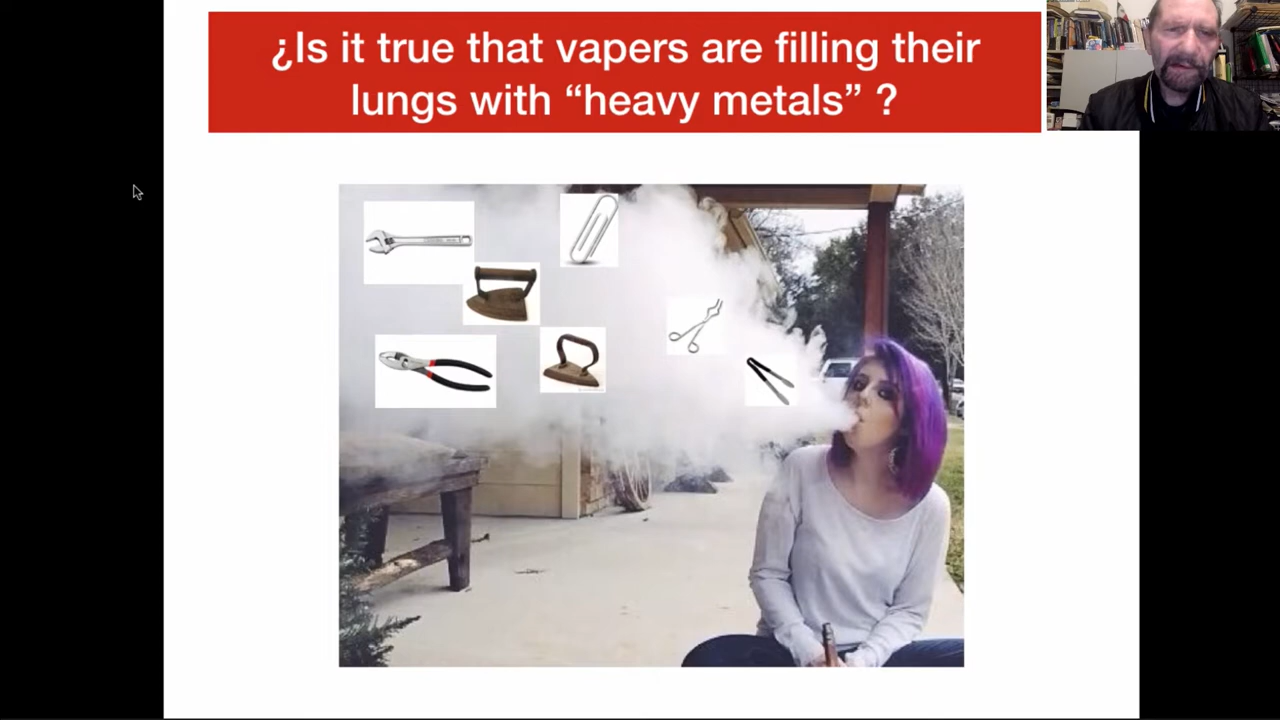 ¿Is it true that vapers are filling their
lungs with “heavy metals” ?